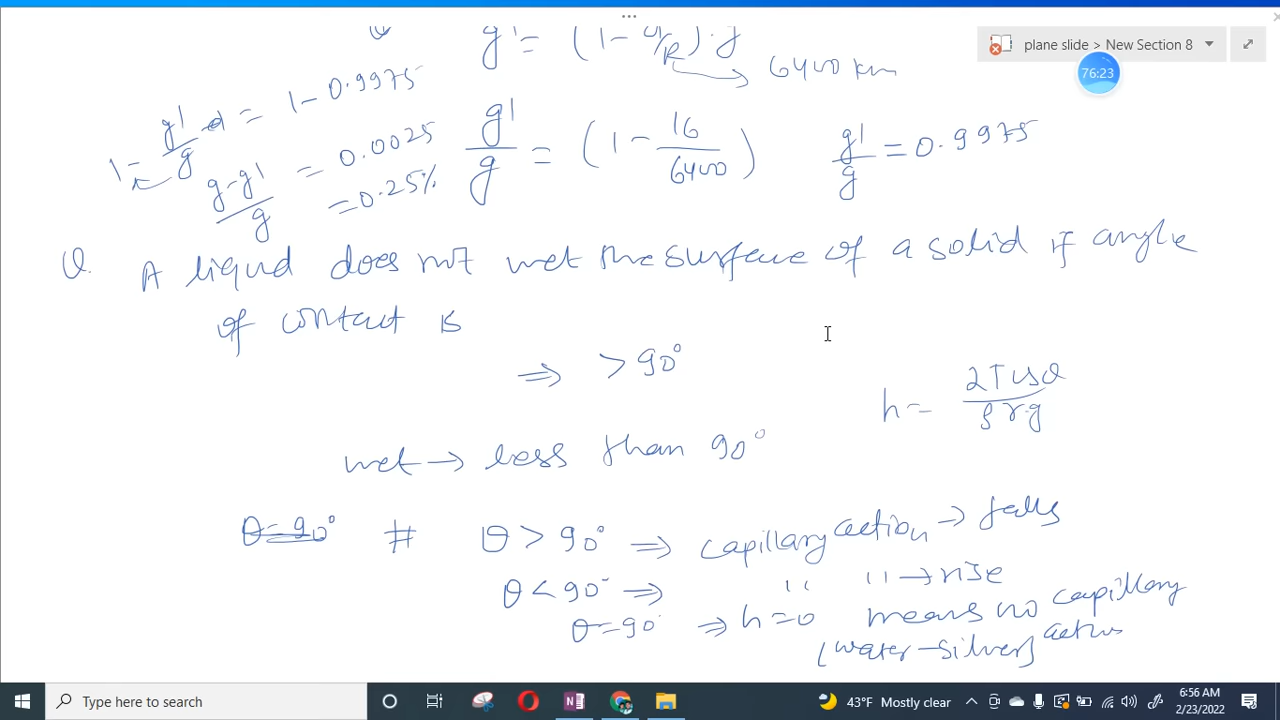 plane slide > New Section 8
76:23
g' = (1 - d/R) . g
6400 km
1 - g'/g = 1 - 0.9975
g'/g = (1 - 16/6400)
g'/g = 0.9975
g-g'/g = 0.0025
= 0.25%
Q. A liquid does not wet the surface of a solid if angle
of contact is
⇒ > 90°
h = 2T cosθ / ρ r g
wet → less than 90°
θ = 90° # θ > 90° ⇒ capillary action → falls
θ < 90° ⇒ " " → rise
θ = 90° ⇒ h = 0 means no capillary
(water - silver) action
Type here to search
43°F Mostly clear
6:56 AM
2/23/2022